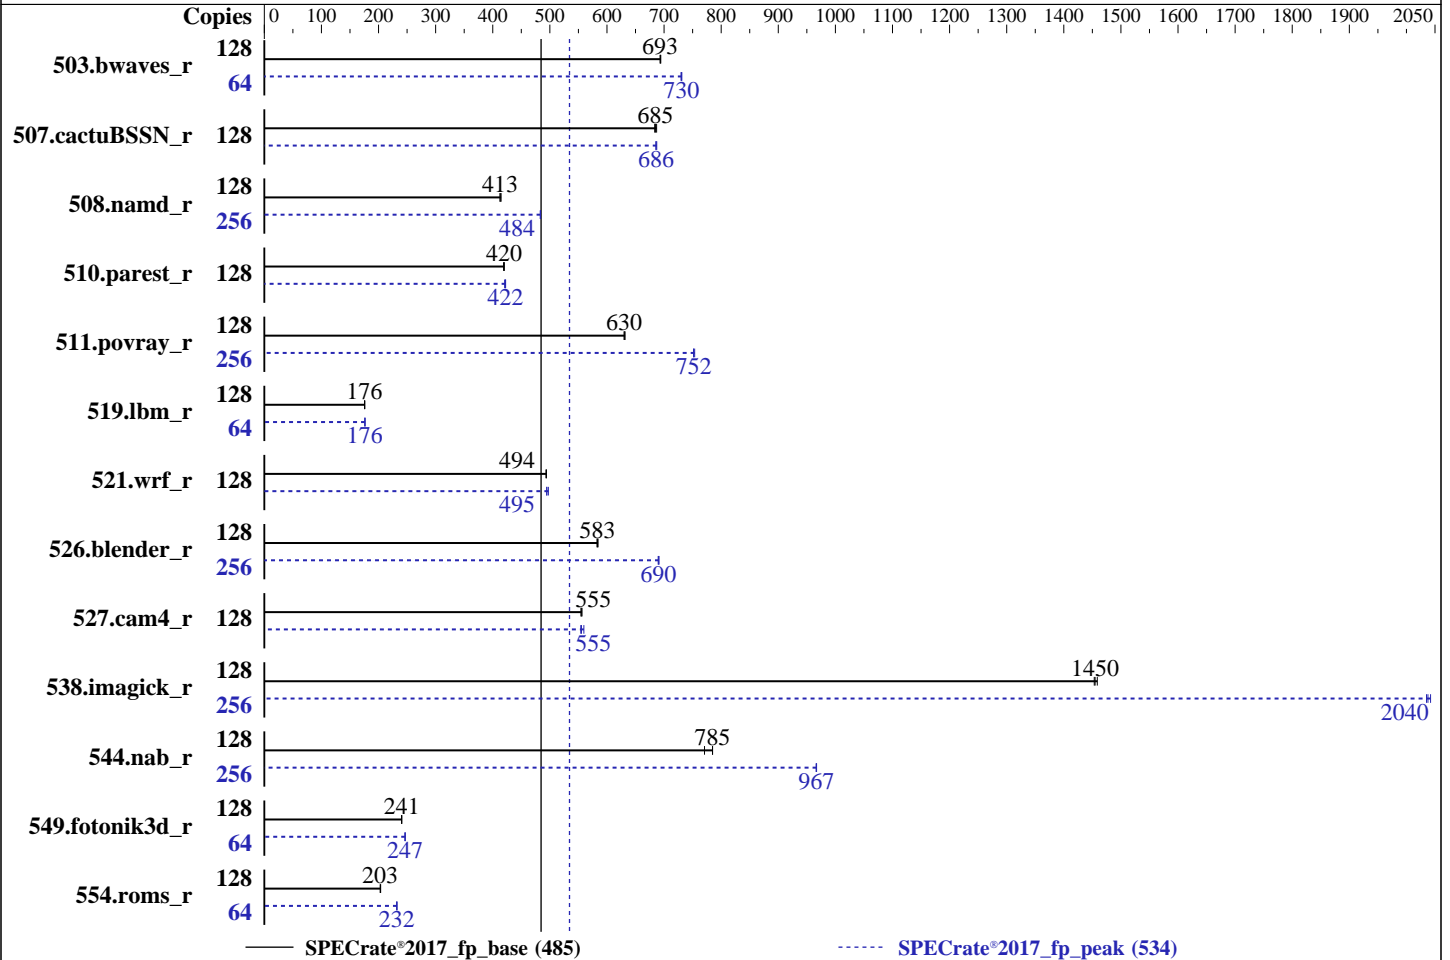 Copies 0 100 200 300 400 500 600 700 800 900 1000 1100 1200 1300 1400 1500 1600 1700 1800 1900 2050
503.bwaves_r 128 693
64 730
507.cactuBSSN_r 128 685
686
508.namd_r 128 413
256 484
510.parest_r 128 420
422
511.povray_r 128 630
256 752
519.lbm_r 128 176
64 176
521.wrf_r 128 494
495
526.blender_r 128 583
256 690
527.cam4_r 128 555
555
538.imagick_r 128 1450
256 2040
544.nab_r 128 785
256 967
549.fotonik3d_r 128 241
64 247
554.roms_r 128 203
64 232
SPECrate®2017_fp_base (485) SPECrate®2017_fp_peak (534)